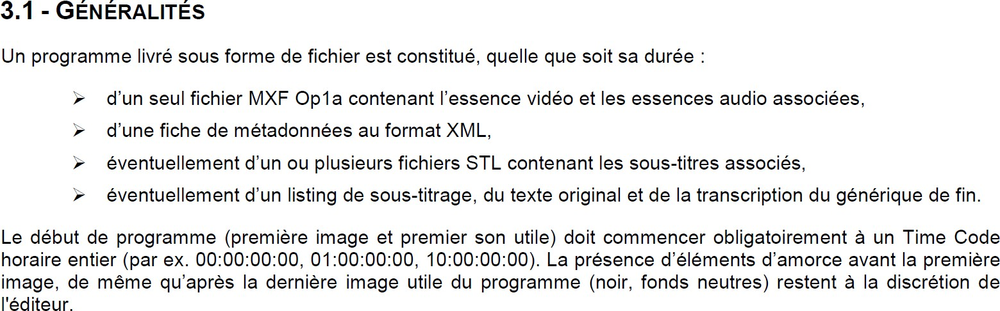 3.1 - GÉNÉRALITÉS
Un programme livré sous forme de fichier est constitué, quelle que soit sa durée :
➢ d’un seul fichier MXF Op1a contenant l’essence vidéo et les essences audio associées,
➢ d’une fiche de métadonnées au format XML,
➢ éventuellement d’un ou plusieurs fichiers STL contenant les sous-titres associés,
➢ éventuellement d’un listing de sous-titrage, du texte original et de la transcription du générique de fin.
Le début de programme (première image et premier son utile) doit commencer obligatoirement à un Time Code
horaire entier (par ex. 00:00:00:00, 01:00:00:00, 10:00:00:00). La présence d’éléments d’amorce avant la première
image, de même qu’après la dernière image utile du programme (noir, fonds neutres) restent à la discrétion de
l'éditeur.